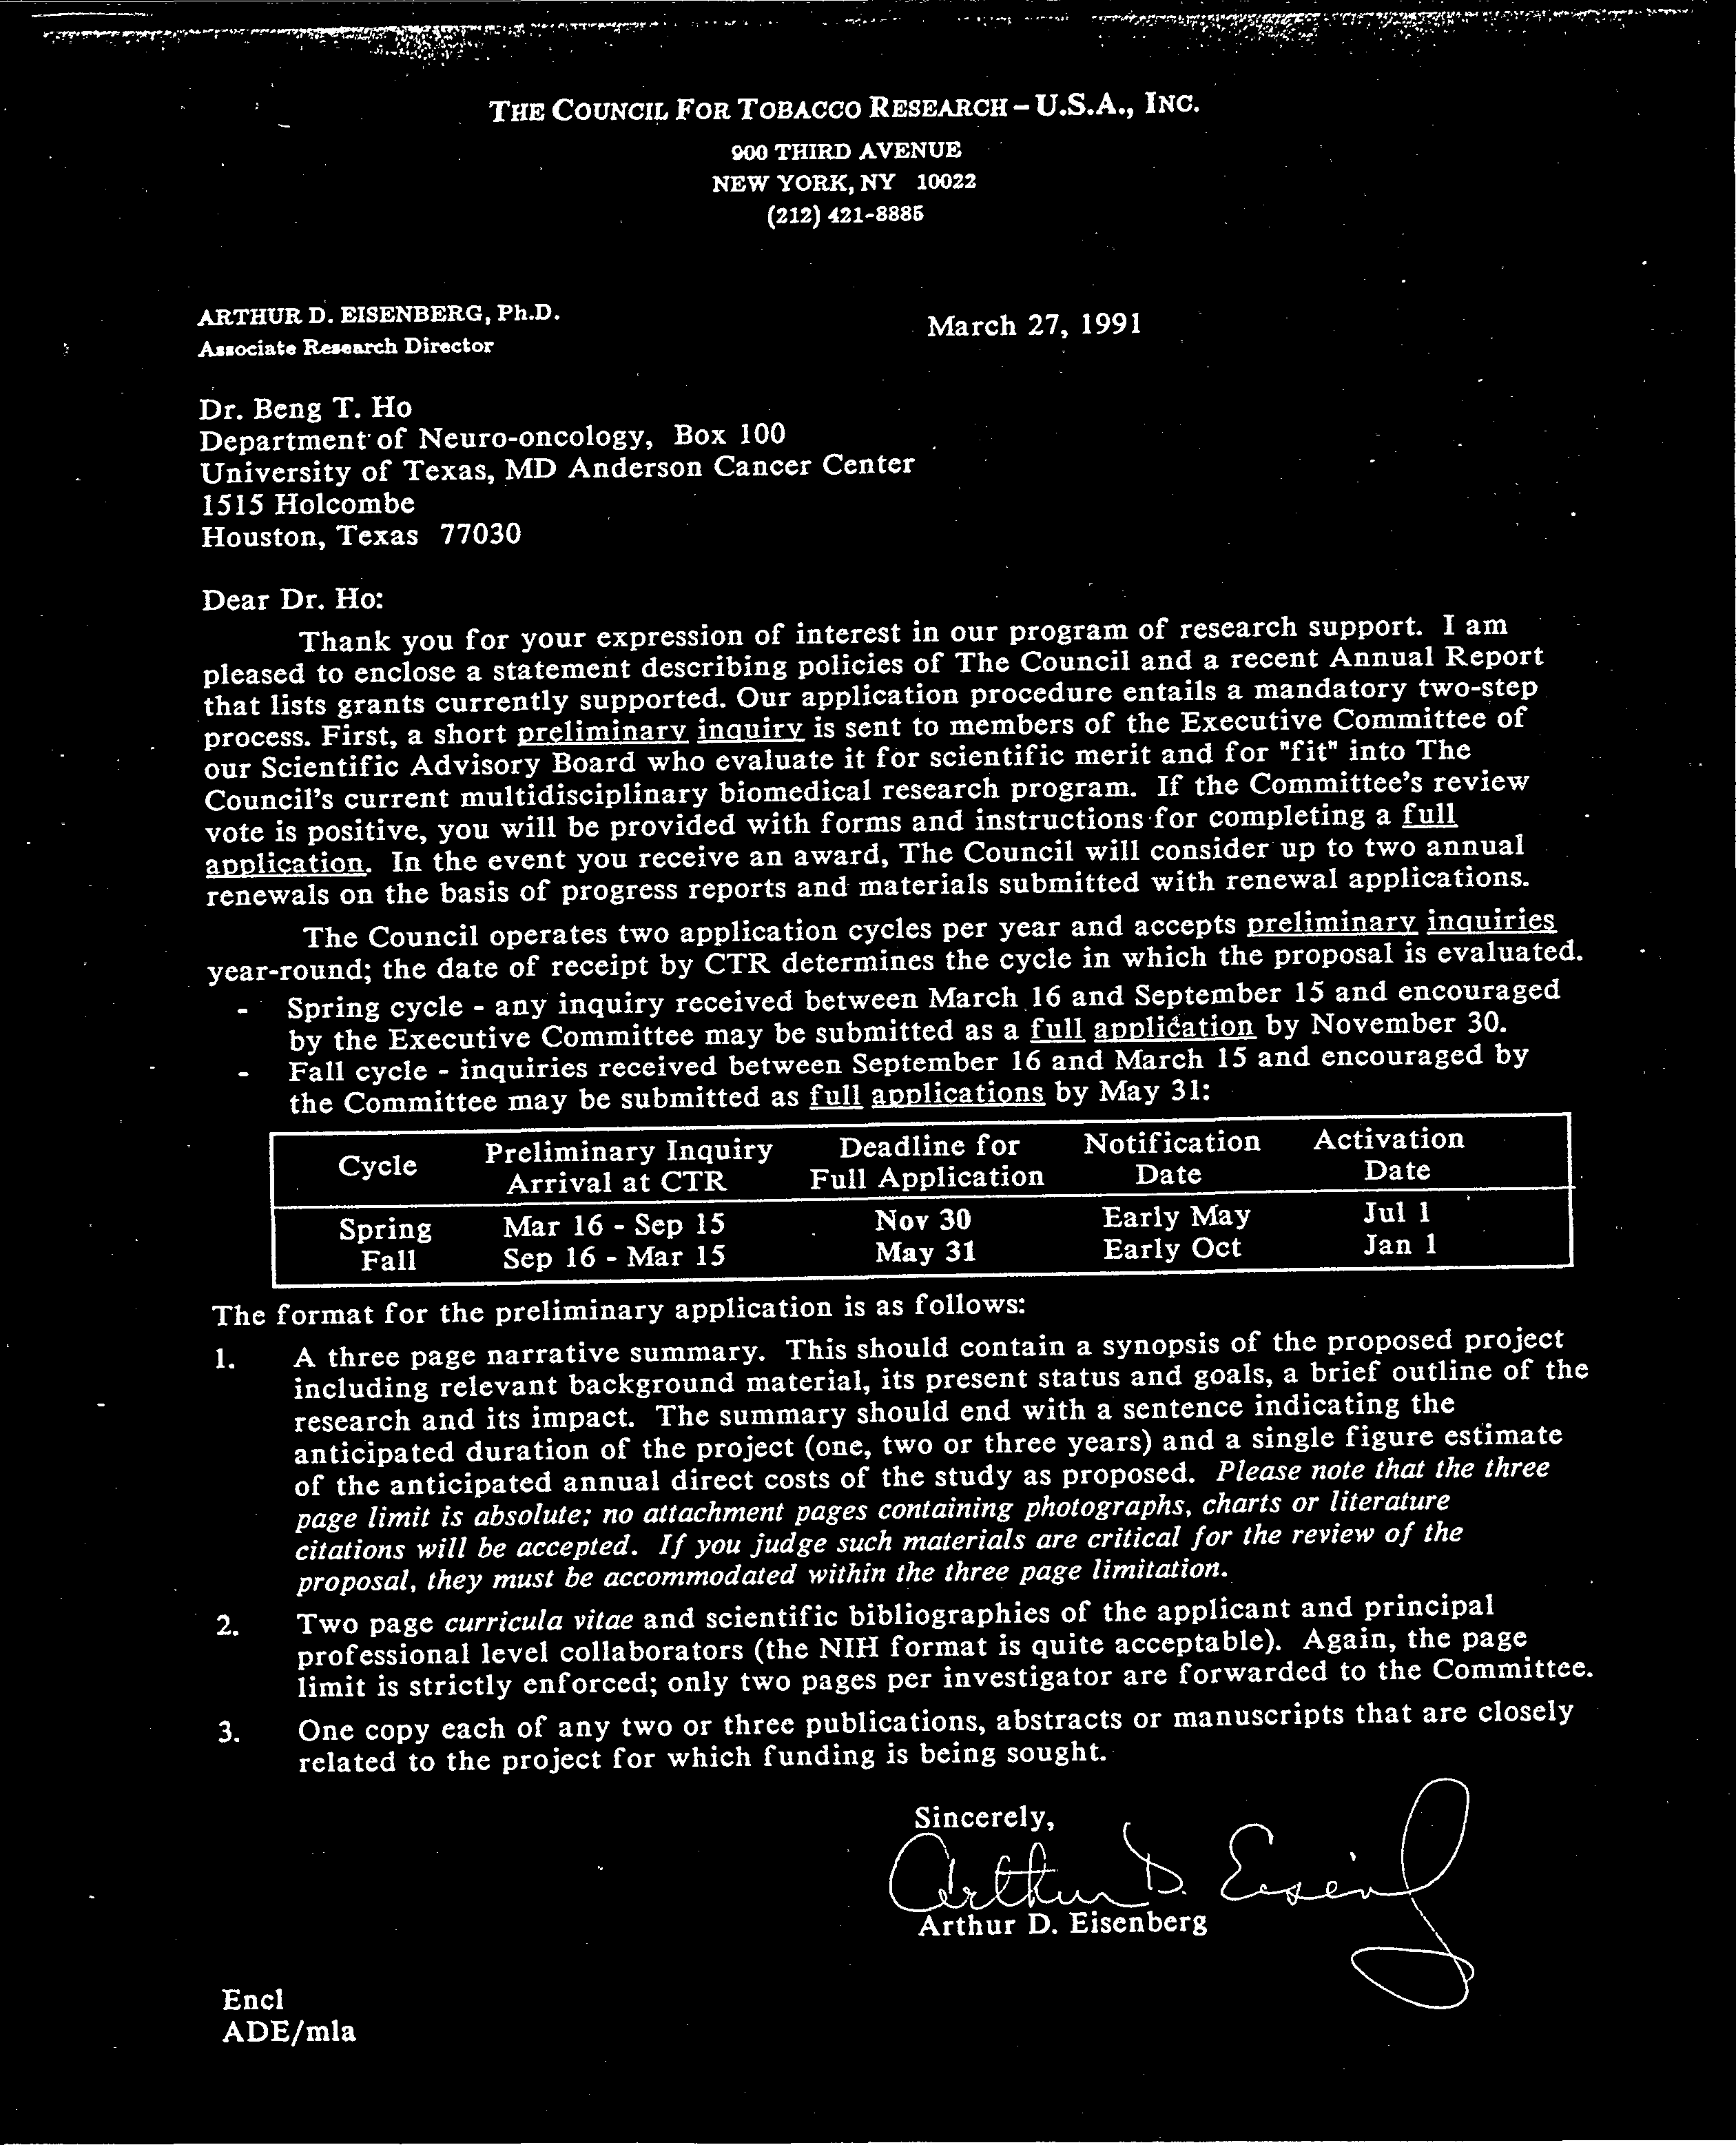 THE COUNCIL FOR TOBACCO RESEARCH – U.S.A., INC.
900 THIRD AVENUE
NEW YORK, NY 10022
(212) 421-8885
ARTHUR D. EISENBERG, Ph.D.
Associate Research Director
March 27, 1991
Dr. Beng T. Ho
Department of Neuro-oncology, Box 100
University of Texas, MD Anderson Cancer Center
1515 Holcombe
Houston, Texas 77030
Dear Dr. Ho:
Thank you for your expression of interest in our program of research support. I am
pleased to enclose a statement describing policies of The Council and a recent Annual Report
that lists grants currently supported. Our application procedure entails a mandatory two-step
process. First, a short preliminary inquiry is sent to members of the Executive Committee of
our Scientific Advisory Board who evaluate it for scientific merit and for "fit" into The
Council's current multidisciplinary biomedical research program. If the Committee's review
vote is positive, you will be provided with forms and instructions for completing a full
application. In the event you receive an award, The Council will consider up to two annual
renewals on the basis of progress reports and materials submitted with renewal applications.
The Council operates two application cycles per year and accepts preliminary inquiries
year-round; the date of receipt by CTR determines the cycle in which the proposal is evaluated.
- Spring cycle - any inquiry received between March 16 and September 15 and encouraged
by the Executive Committee may be submitted as a full application by November 30.
- Fall cycle - inquiries received between September 16 and March 15 and encouraged by
the Committee may be submitted as full applications by May 31:
Cycle Preliminary Inquiry Arrival at CTR Deadline for Full Application Notification Date Activation Date
Spring Mar 16 - Sep 15 Nov 30 Early May Jul 1
Fall Sep 16 - Mar 15 May 31 Early Oct Jan 1
The format for the preliminary application is as follows:
1. A three page narrative summary. This should contain a synopsis of the proposed project
including relevant background material, its present status and goals, a brief outline of the
research and its impact. The summary should end with a sentence indicating the
anticipated duration of the project (one, two or three years) and a single figure estimate
of the anticipated annual direct costs of the study as proposed. Please note that the three
page limit is absolute; no attachment pages containing photographs, charts or literature
citations will be accepted. If you judge such materials are critical for the review of the
proposal, they must be accommodated within the three page limitation.
2. Two page curricula vitae and scientific bibliographies of the applicant and principal
professional level collaborators (the NIH format is quite acceptable). Again, the page
limit is strictly enforced; only two pages per investigator are forwarded to the Committee.
3. One copy each of any two or three publications, abstracts or manuscripts that are closely
related to the project for which funding is being sought.
Sincerely,
Arthur D. Eisenberg
Arthur D. Eisenberg
Encl
ADE/mla